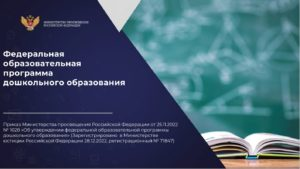 МИНИСТЕРСТВО ПРОСВЕЩЕНИЯ
РОССИЙСКОЙ ФЕДЕРАЦИИ
Федеральная
образовательная
программа
дошкольного образования
Приказ Министерства просвещения Российской Федерации от 25.11.2022
№ 1028 «Об утверждении федеральной образовательной программы
дошкольного образования» (Зарегистрирован в Министерстве
юстиции Российской Федерации 28.12.2022, регистрационный № 71847)